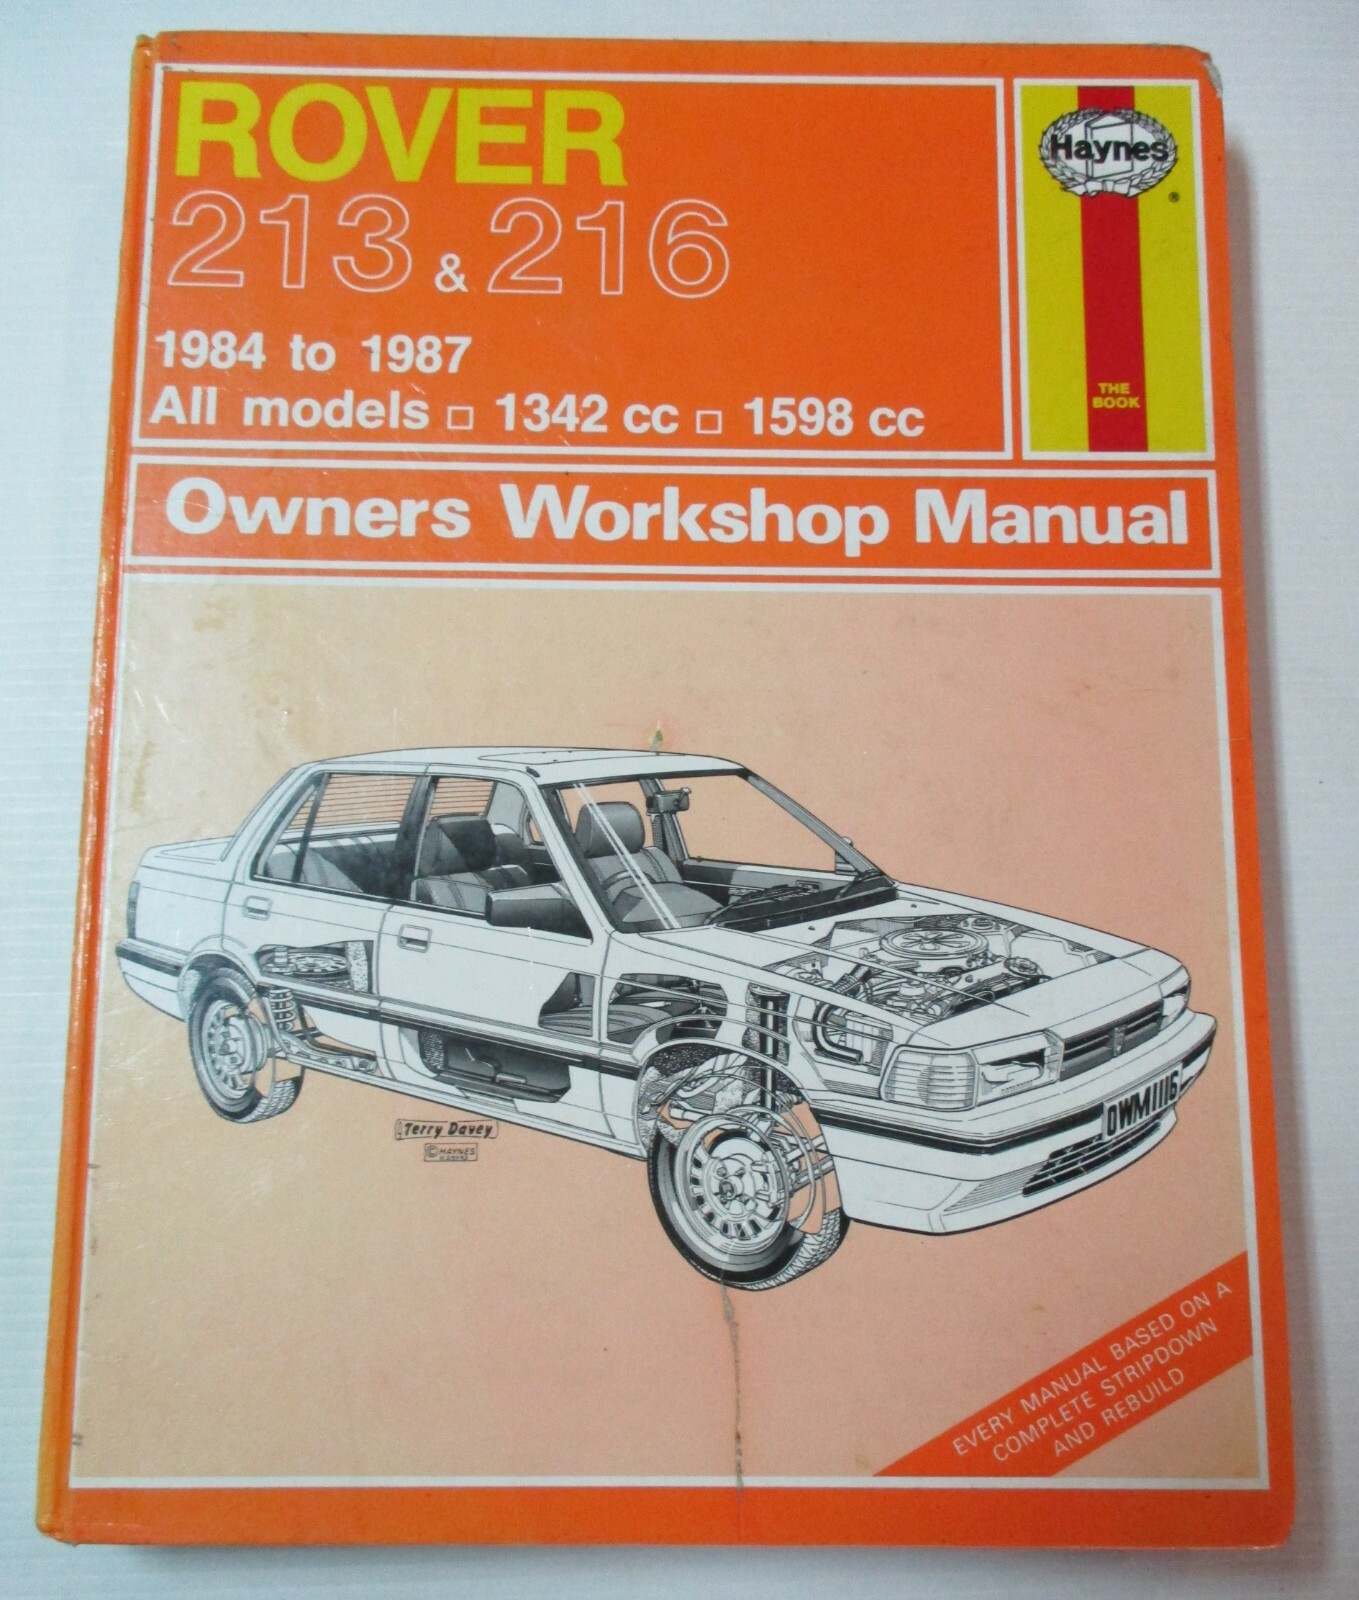 ROVER
213 & 216
1984 to 1987
All models □ 1342 cc □ 1598 cc
Haynes
®
THE
BOOK
Owners Workshop Manual
OWM1116
Terry Davey
© HAYNES
EVERY MANUAL BASED ON A
COMPLETE STRIPDOWN
AND REBUILD